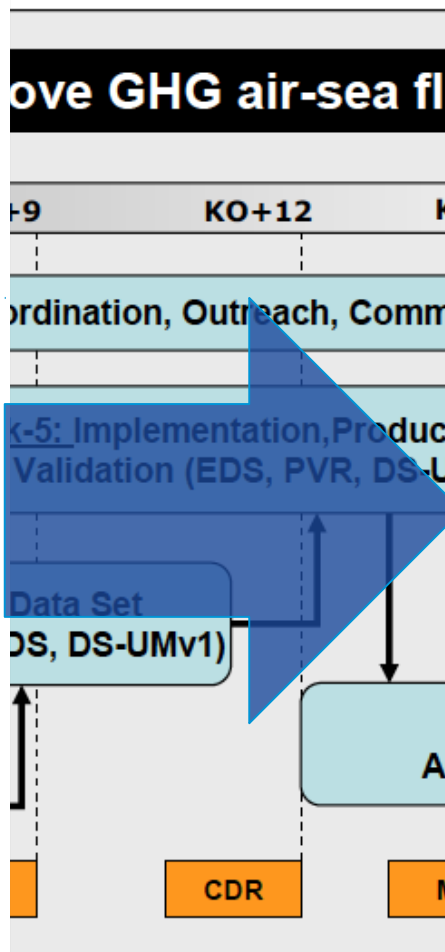 ove GHG air-sea fl
+9 KO+12 K
ordination, Outreach, Comm
k-5: Implementation,Produc
Validation (EDS, PVR, DS-U
Data Set
DS, DS-UMv1)
A
CDR M